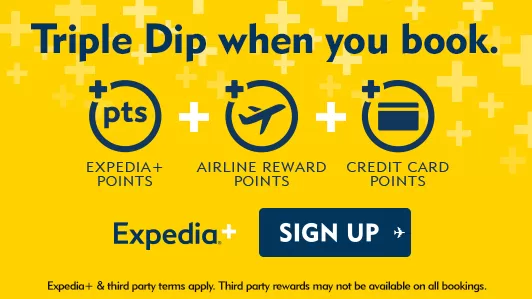 Triple Dip when you book.
pts
EXPEDIA+ POINTS
AIRLINE REWARD POINTS
CREDIT CARD POINTS
Expedia+
SIGN UP
Expedia+ & third party terms apply. Third party rewards may not be available on all bookings.